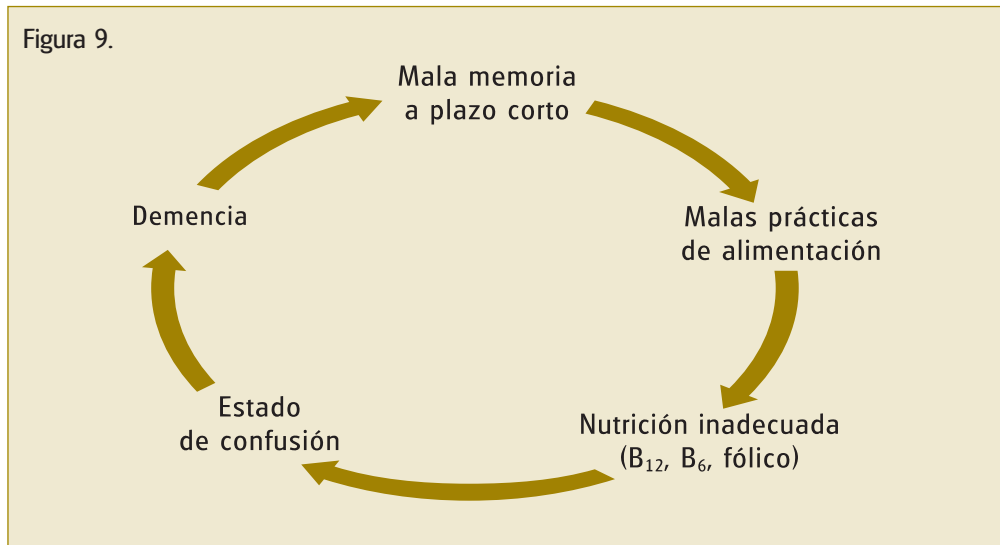 Figura 9.
Mala memoria
a plazo corto
Malas prácticas
de alimentación
Nutrición inadecuada
(B₁₂, B₆, fólico)
Estado
de confusión
Demencia